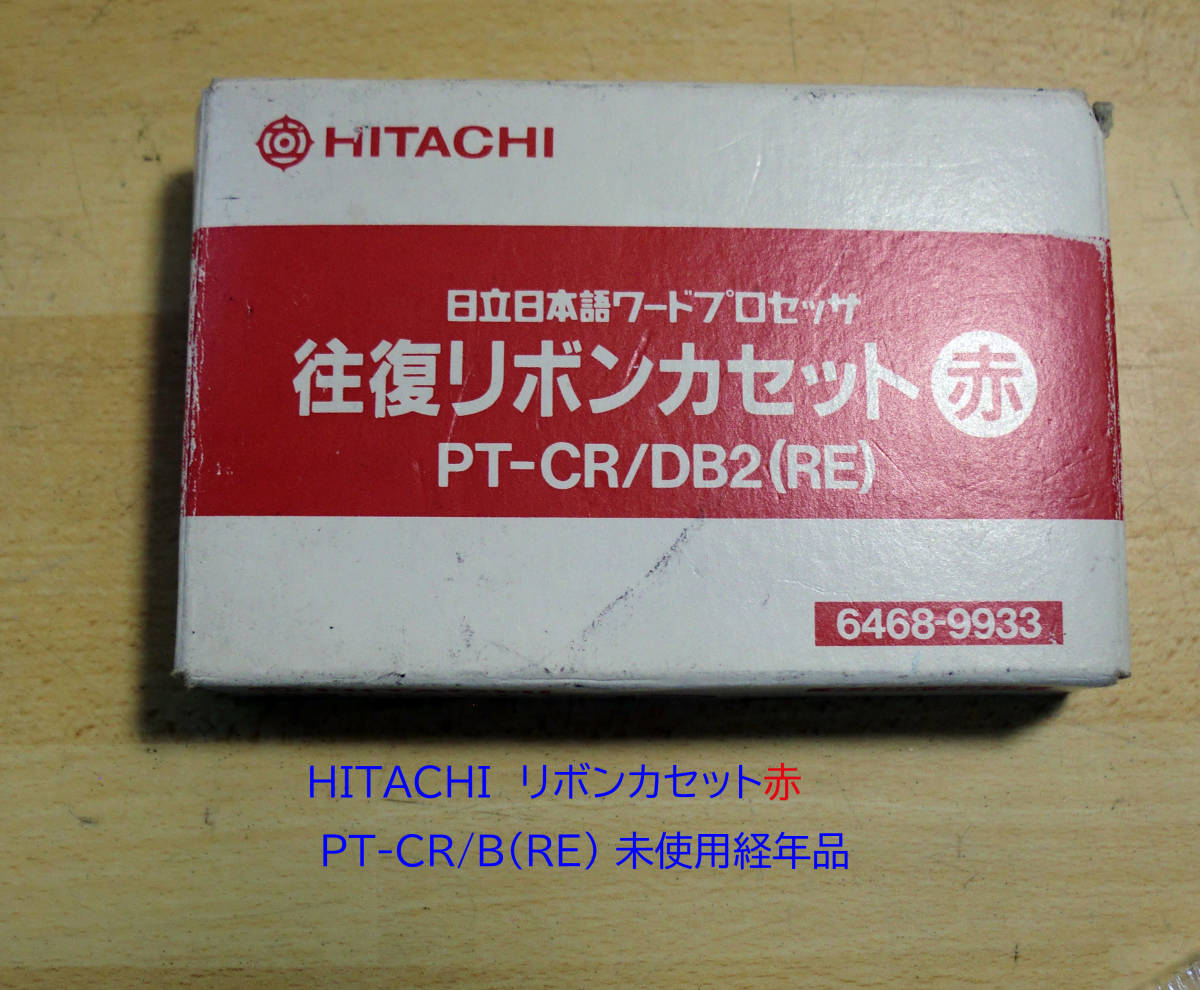 HITACHI
日立日本語ワードプロセッサ
往復リボンカセット 赤
PT-CR/DB2(RE)
6468-9933
HITACHI リボンカセット赤
PT-CR/B(RE) 未使用経年品